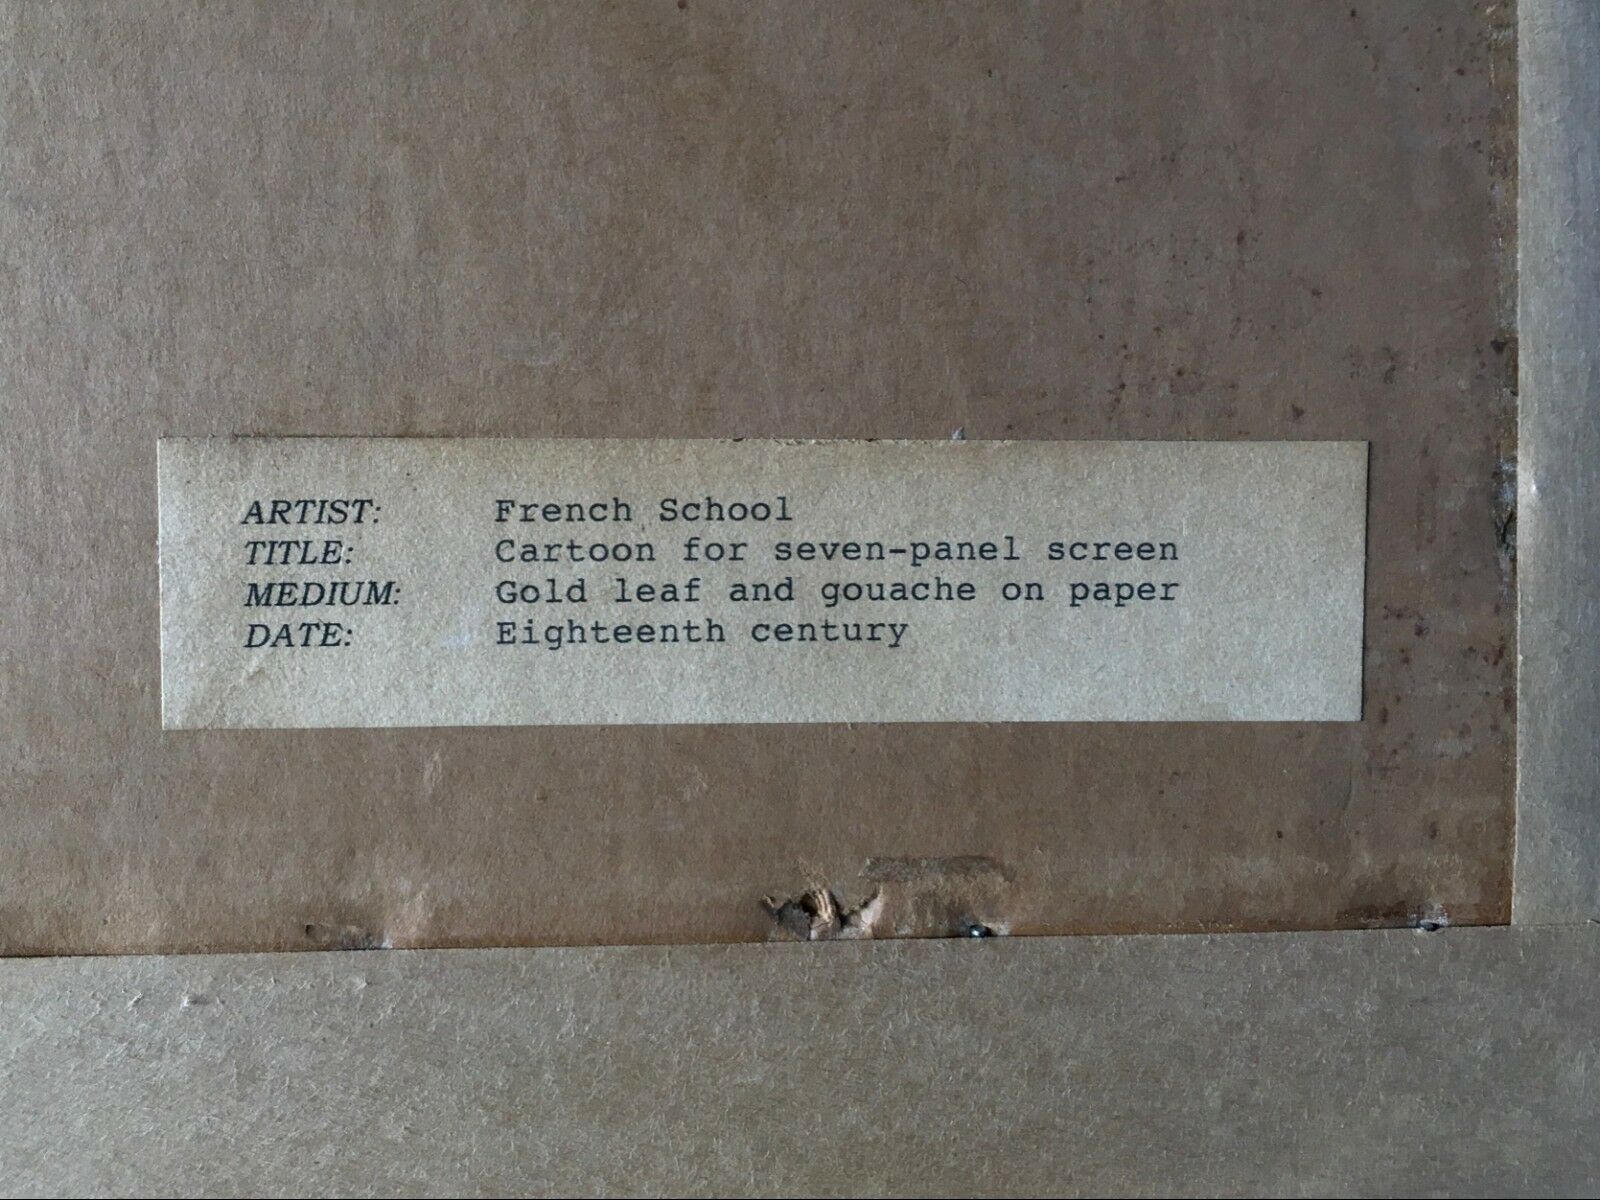 ARTIST: French School
TITLE: Cartoon for seven-panel screen
MEDIUM: Gold leaf and gouache on paper
DATE: Eighteenth century